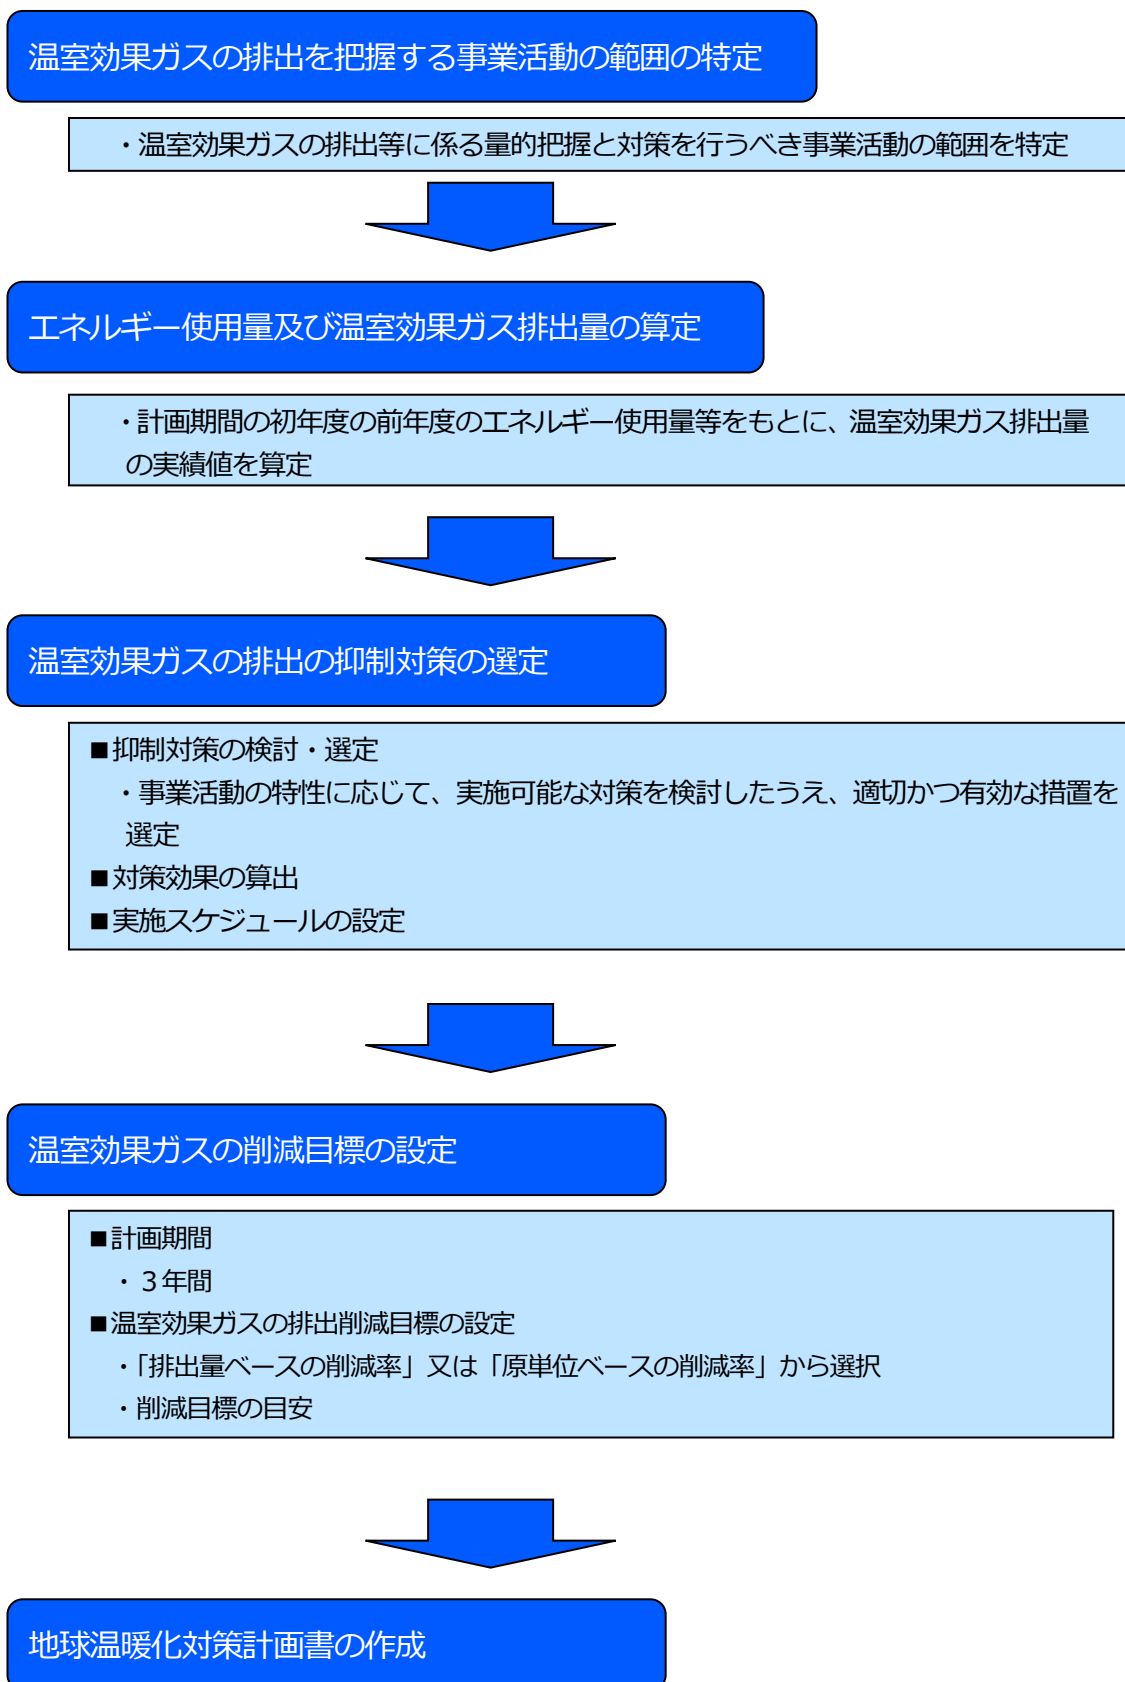 温室効果ガスの排出を把握する事業活動の範囲の特定
・温室効果ガスの排出等に係る量的把握と対策を行うべき事業活動の範囲を特定
エネルギー使用量及び温室効果ガス排出量の算定
・計画期間の初年度の前年度のエネルギー使用量等をもとに、温室効果ガス排出量
の実績値を算定
温室効果ガスの排出の抑制対策の選定
■抑制対策の検討・選定
・事業活動の特性に応じて、実施可能な対策を検討したうえ、適切かつ有効な措置を
選定
■対策効果の算出
■実施スケジュールの設定
温室効果ガスの削減目標の設定
■計画期間
・３年間
■温室効果ガスの排出削減目標の設定
・「排出量ベースの削減率」又は「原単位ベースの削減率」から選択
・削減目標の目安
地球温暖化対策計画書の作成